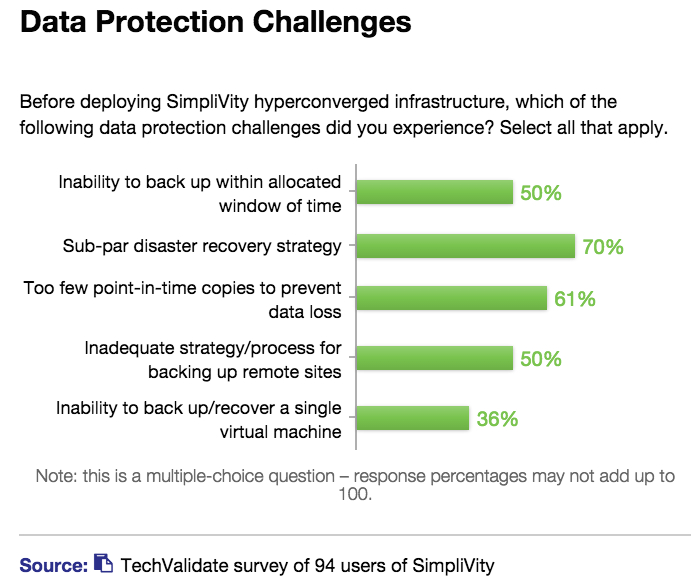 Data Protection Challenges
Before deploying SimpliVity hyperconverged infrastructure, which of the
following data protection challenges did you experience? Select all that apply.
Inability to back up within allocated
window of time
50%
Sub-par disaster recovery strategy
70%
Too few point-in-time copies to prevent
data loss
61%
Inadequate strategy/process for
backing up remote sites
50%
Inability to back up/recover a single
virtual machine
36%
Note: this is a multiple-choice question – response percentages may not add up to
100.
Source: TechValidate survey of 94 users of SimpliVity